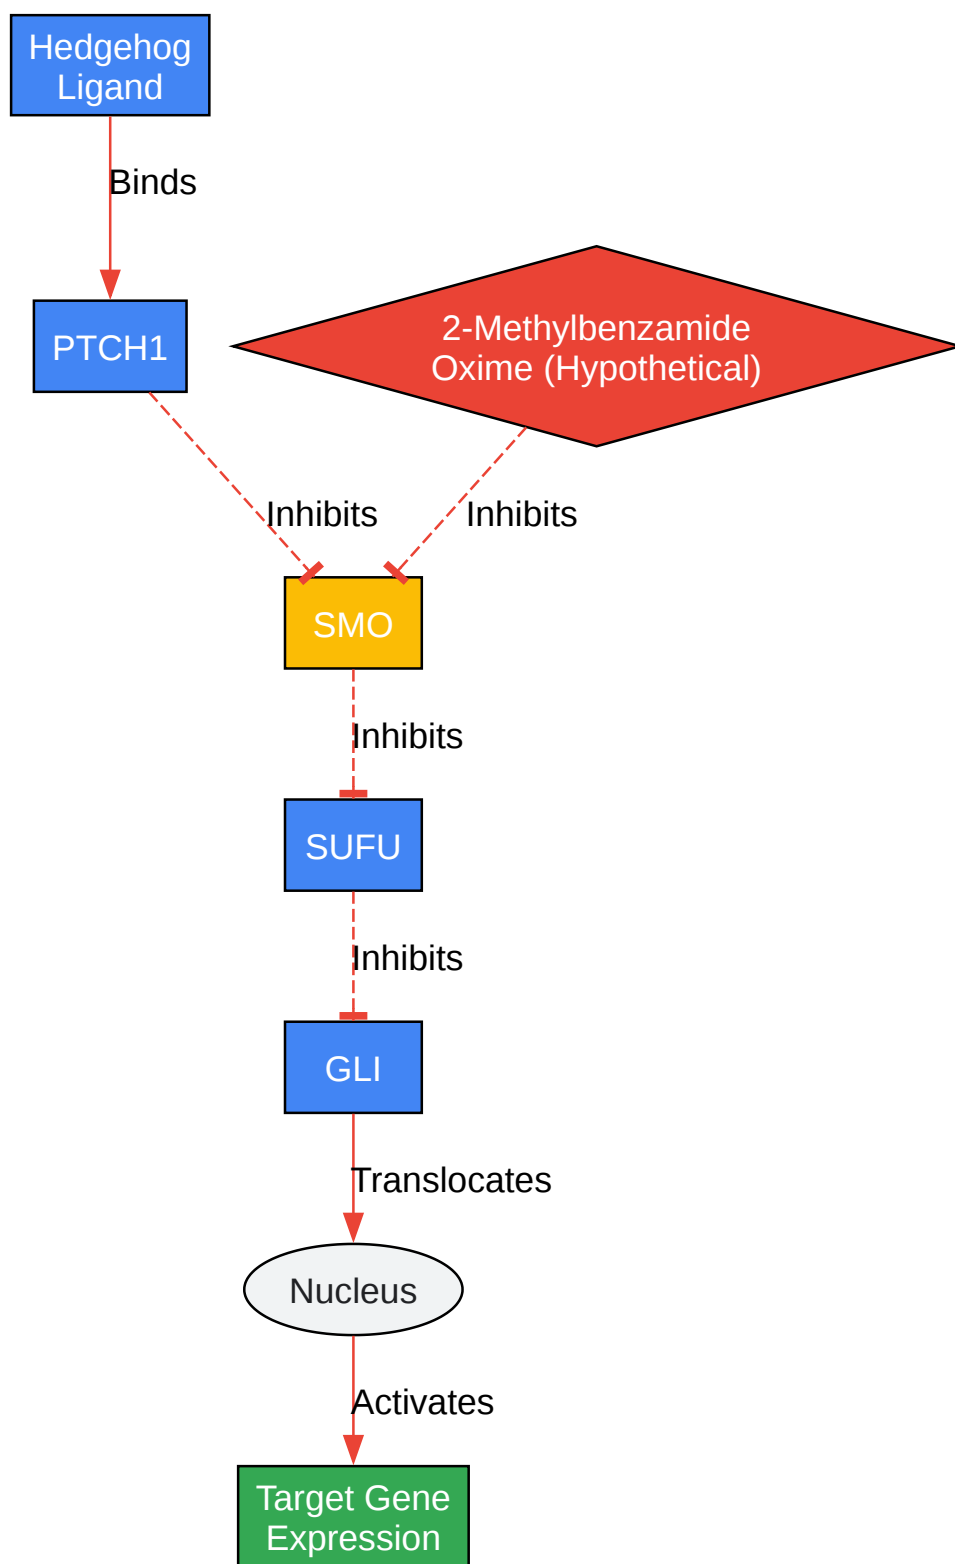 Hedgehog
Ligand
Binds
PTCH1
2-Methylbenzamide
Oxime (Hypothetical)
Inhibits
Inhibits
SMO
Inhibits
SUFU
Inhibits
GLI
Translocates
Nucleus
Activates
Target Gene
Expression